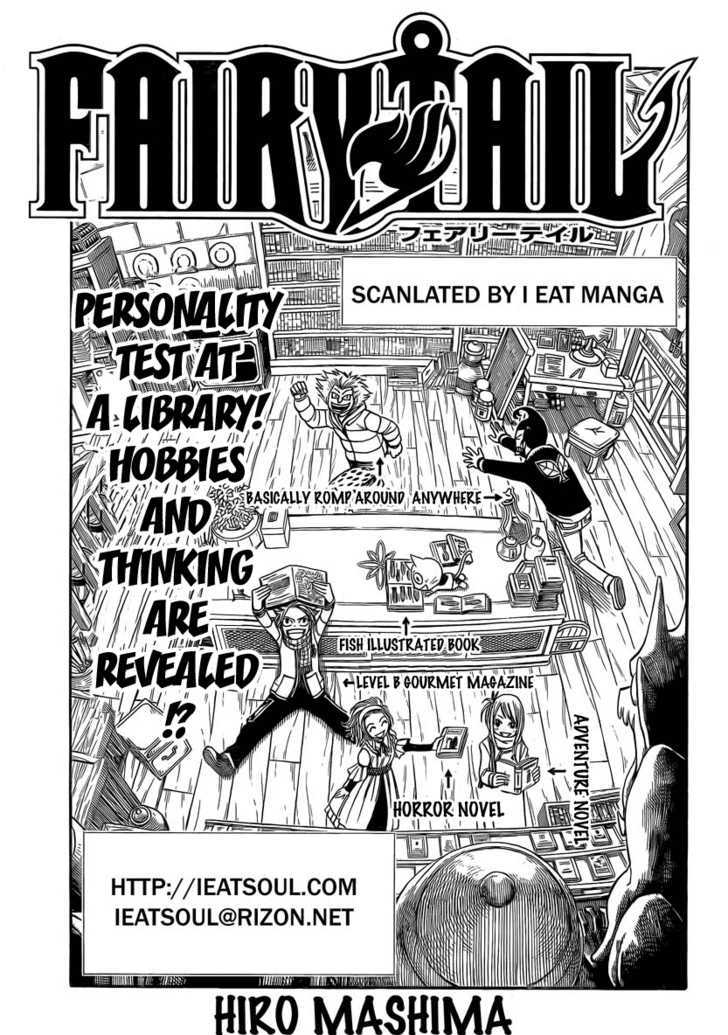 FAIRY TAIL
フェアリーテイル
SCANLATED BY I EAT MANGA
PERSONALITY
TEST AT
A LIBRARY!
HOBBIES
AND
THINKING
ARE
REVEALED
!?
BASICALLY ROMP AROUND ANYWHERE→
FISH ILLUSTRATED BOOK
←LEVEL B GOURMET MAGAZINE
HORROR NOVEL
ADVENTURE NOVEL
HTTP://IEATSOUL.COM
IEATSOUL@RIZON.NET
HIRO MASHIMA